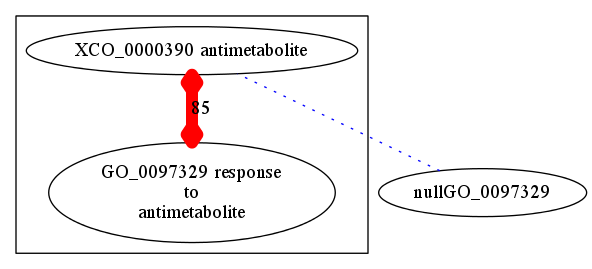 XCO_0000390 antimetabolite
85
GO_0097329 response
to
antimetabolite
nullGO_0097329